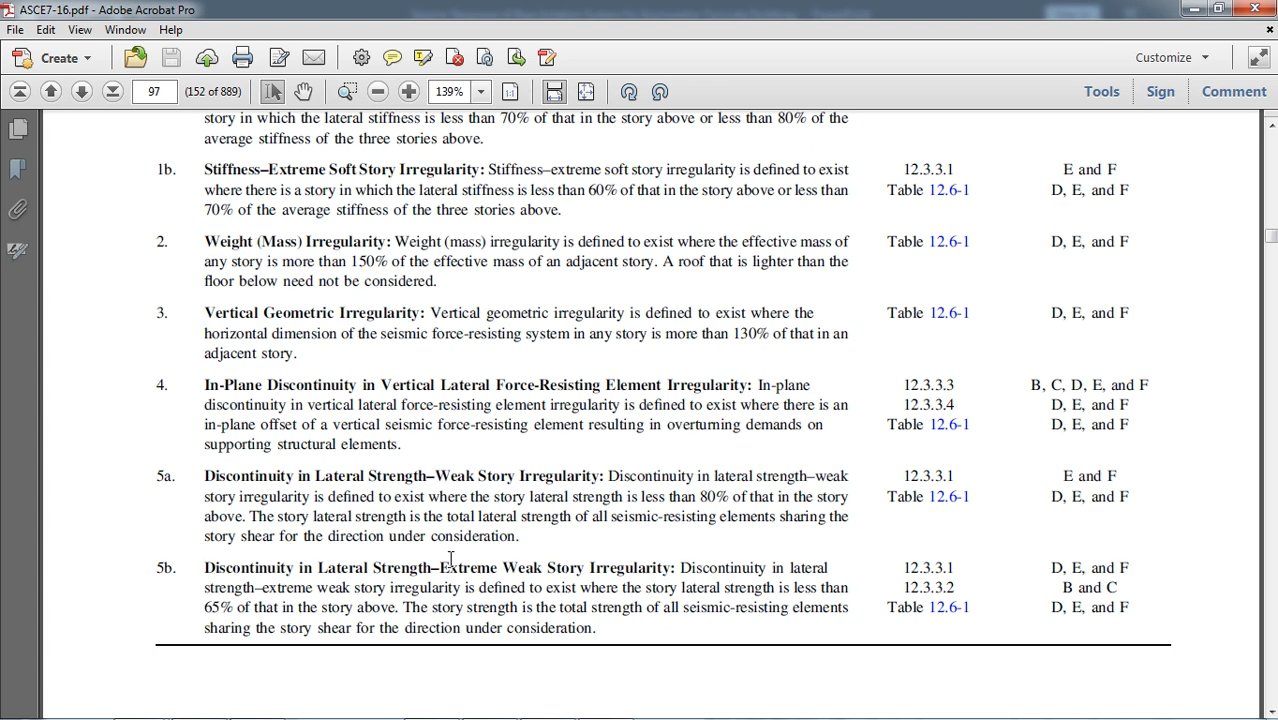 ASCE7-16.pdf - Adobe Acrobat Pro
File Edit View Window Help
Create Customize
97 (152 of 889) 139% Tools Sign Comment
story in which the lateral stiffness is less than 70% of that in the story above or less than 80% of the
average stiffness of the three stories above.
1b. Stiffness–Extreme Soft Story Irregularity: Stiffness–extreme soft story irregularity is defined to exist 12.3.3.1 E and F
where there is a story in which the lateral stiffness is less than 60% of that in the story above or less than Table 12.6-1 D, E, and F
70% of the average stiffness of the three stories above.
2. Weight (Mass) Irregularity: Weight (mass) irregularity is defined to exist where the effective mass of Table 12.6-1 D, E, and F
any story is more than 150% of the effective mass of an adjacent story. A roof that is lighter than the
floor below need not be considered.
3. Vertical Geometric Irregularity: Vertical geometric irregularity is defined to exist where the Table 12.6-1 D, E, and F
horizontal dimension of the seismic force-resisting system in any story is more than 130% of that in an
adjacent story.
4. In-Plane Discontinuity in Vertical Lateral Force-Resisting Element Irregularity: In-plane 12.3.3.3 B, C, D, E, and F
discontinuity in vertical lateral force-resisting element irregularity is defined to exist where there is an 12.3.3.4 D, E, and F
in-plane offset of a vertical seismic force-resisting element resulting in overturning demands on Table 12.6-1 D, E, and F
supporting structural elements.
5a. Discontinuity in Lateral Strength–Weak Story Irregularity: Discontinuity in lateral strength–weak 12.3.3.1 E and F
story irregularity is defined to exist where the story lateral strength is less than 80% of that in the story Table 12.6-1 D, E, and F
above. The story lateral strength is the total lateral strength of all seismic-resisting elements sharing the
story shear for the direction under consideration.
5b. Discontinuity in Lateral Strength–Extreme Weak Story Irregularity: Discontinuity in lateral 12.3.3.1 D, E, and F
strength–extreme weak story irregularity is defined to exist where the story lateral strength is less than 12.3.3.2 B and C
65% of that in the story above. The story strength is the total strength of all seismic-resisting elements Table 12.6-1 D, E, and F
sharing the story shear for the direction under consideration.